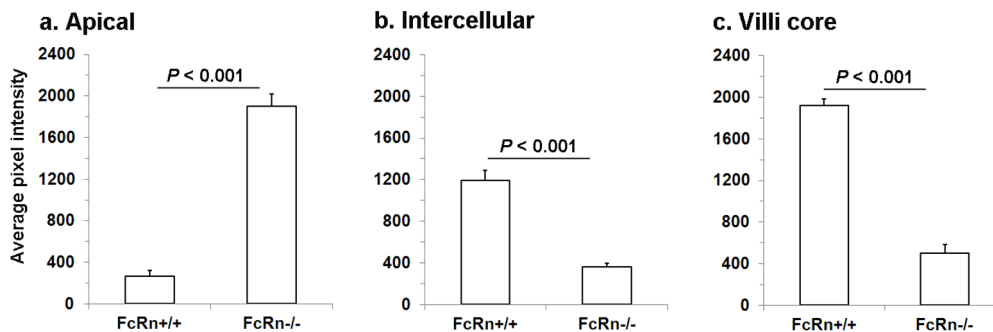 a. Apical
Average pixel intensity
2400
2000
1600
1200
800
400
0
P < 0.001
FcRn+/+
FcRn-/-
b. Intercellular
2400
2000
1600
1200
800
400
0
P < 0.001
FcRn+/+
FcRn-/-
c. Villi core
2400
2000
1600
1200
800
400
0
P < 0.001
FcRn+/+
FcRn-/-